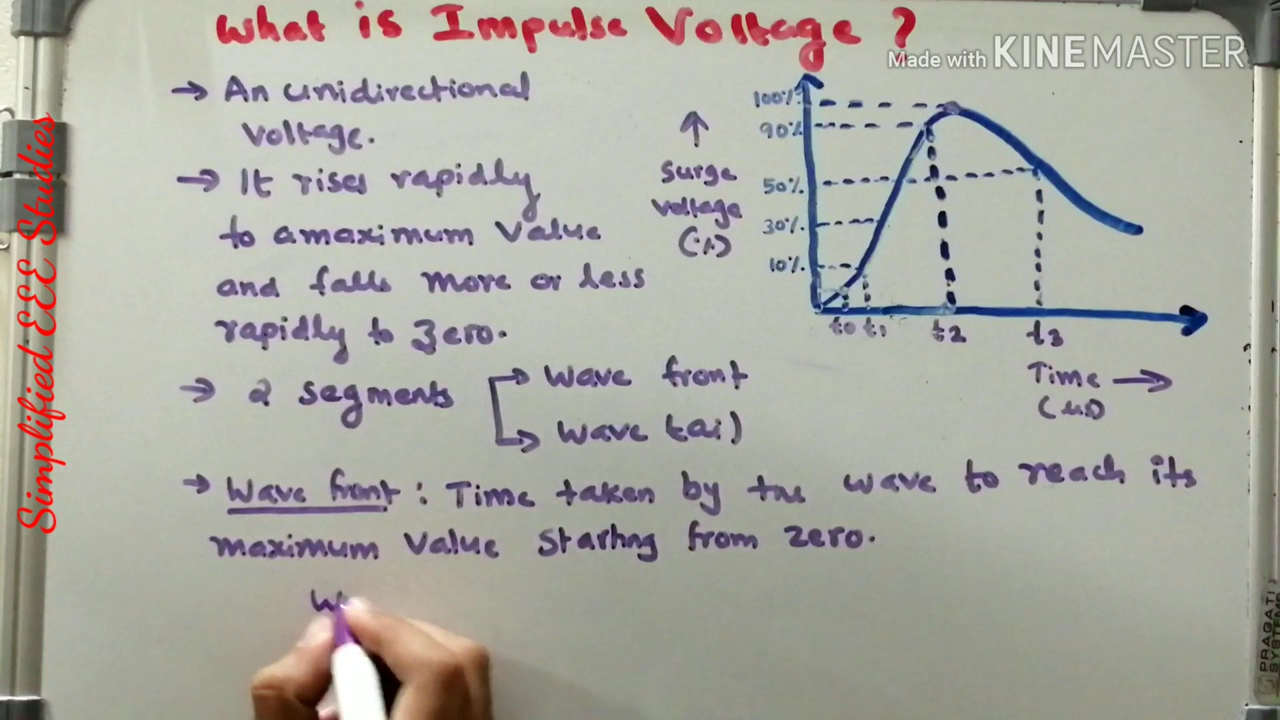 What is Impulse Voltage ?
Made with KINEMASTER
→ An unidirectional
Voltage.
→ It rises rapidly
to a maximum value
and falls more or less
rapidly to zero.
→ 2 segments
→ Wave front
→ Wave tail
→ Wave front : Time taken by the wave to reach its
maximum value starting from zero.
W
↑
Surge
voltage
(%)
100%
90%
50%
30%
10%
to t1 t2 t3
Time →
(μs)
Simplified EEE Studies
PRAGATI